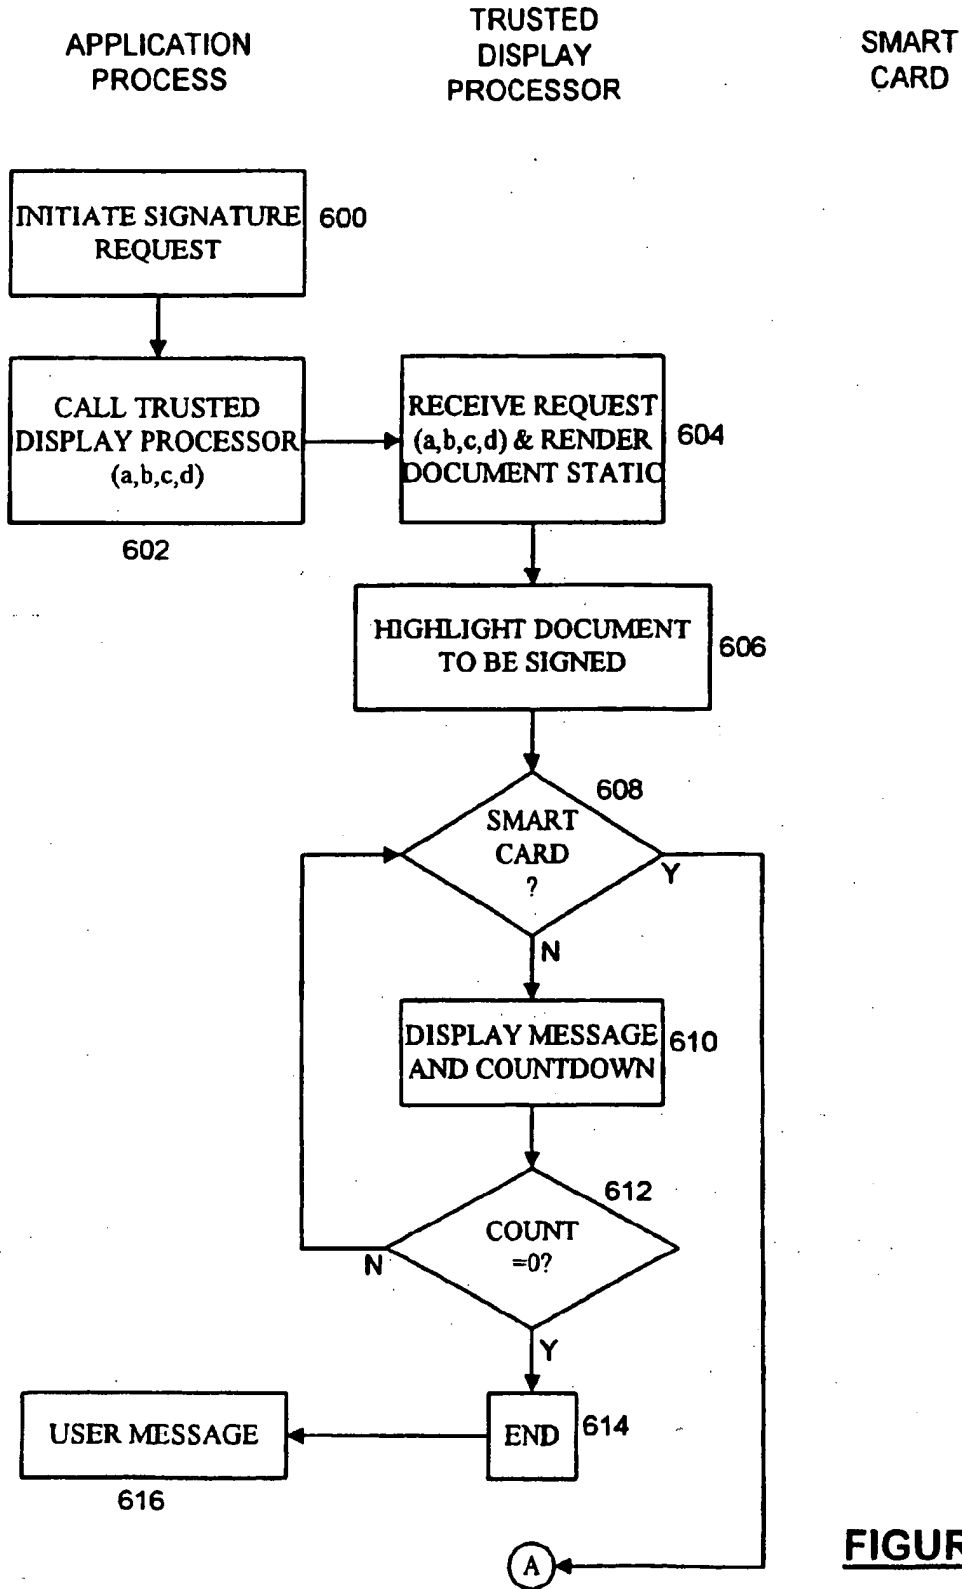 APPLICATION
PROCESS
TRUSTED
DISPLAY
PROCESSOR
SMART
CARD
INITIATE SIGNATURE
REQUEST
600
CALL TRUSTED
DISPLAY PROCESSOR
(a,b,c,d)
602
RECEIVE REQUEST
(a,b,c,d) & RENDER
DOCUMENT STATIC
604
HIGHLIGHT DOCUMENT
TO BE SIGNED
606
608
SMART
CARD
?
Y
N
DISPLAY MESSAGE
AND COUNTDOWN
610
612
COUNT
=0?
N
Y
END
614
USER MESSAGE
616
A
FIGUR